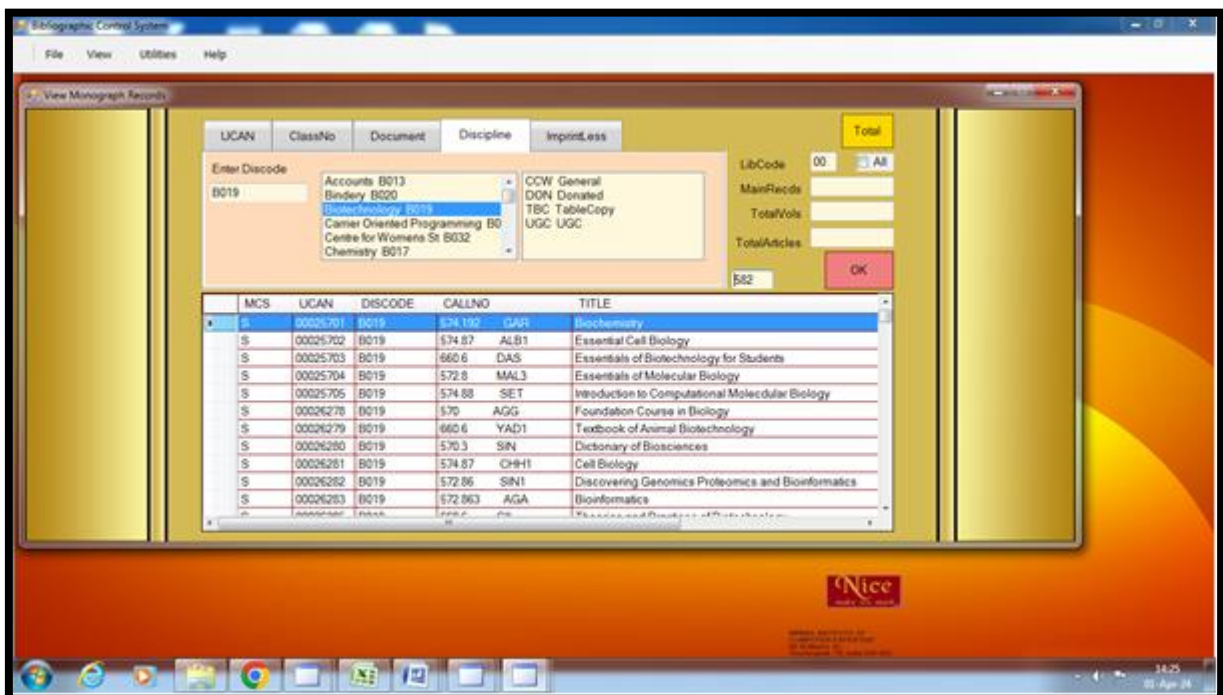 Bibliographic Control System
File View Utilities Help
View Monograph Records
UCAN ClassNo Document Discipline ImprintLess
Total
Enter Discode
B019
Accounts B013
Bindery B020
Biotechnology B019
Carrier Oriented Programming B0
Centre for Womens St B032
Chemistry B017
CCW General
DON Donated
TBC TableCopy
UGC UGC
LibCode 00 All
MainRecds
TotalVols
TotalArticles
582
OK
MCS UCAN DISCODE CALLNO TITLE
S 00025701 B019 574.192 GAR Biochemistry
S 00025702 B019 574.87 ALB1 Essential Cell Biology
S 00025703 B019 660.6 DAS Essentials of Biotechnology for Students
S 00025704 B019 572.8 MAL3 Essentials of Molecular Biology
S 00025705 B019 574.88 SET Introduction to Computational Molecdular Biology
S 00026278 B019 570 AGG Foundation Course in Biology
S 00026279 B019 660.6 YAD1 Textbook of Animal Biotechnology
S 00026280 B019 570.3 SIN Dictionary of Biosciences
S 00026281 B019 574.87 CHH1 Cell Biology
S 00026282 B019 572.86 SIN1 Discovering Genomics Proteomics and Bioinformatics
S 00026283 B019 572.863 AGA Bioinformatics
Nice
14:25
01-Apr-24